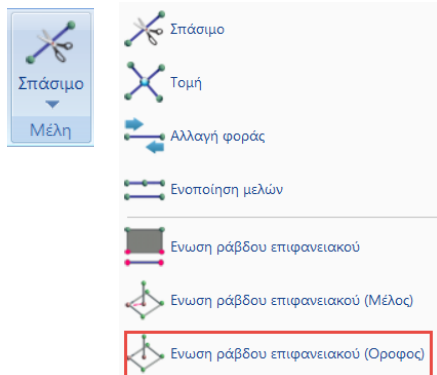 Σπάσιμο
Μέλη
Σπάσιμο
Τομή
Αλλαγή φοράς
Ενοποίηση μελών
Ενωση ράβδου επιφανειακού
Ενωση ράβδου επιφανειακού (Μέλος)
Ενωση ράβδου επιφανειακού (Οροφος)